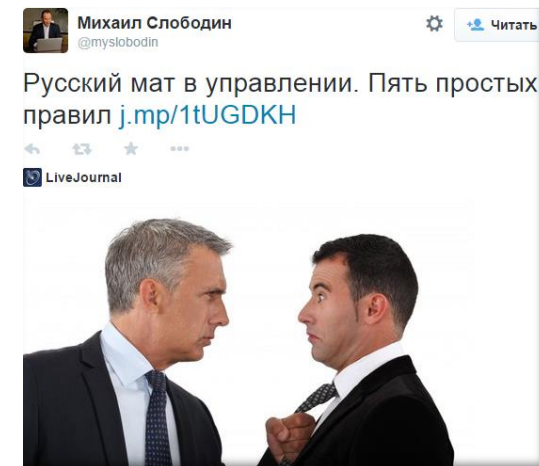 Михаил Слободин
@myslobodin
Читать
Русский мат в управлении. Пять простых
правил j.mp/1tUGDKH
LiveJournal